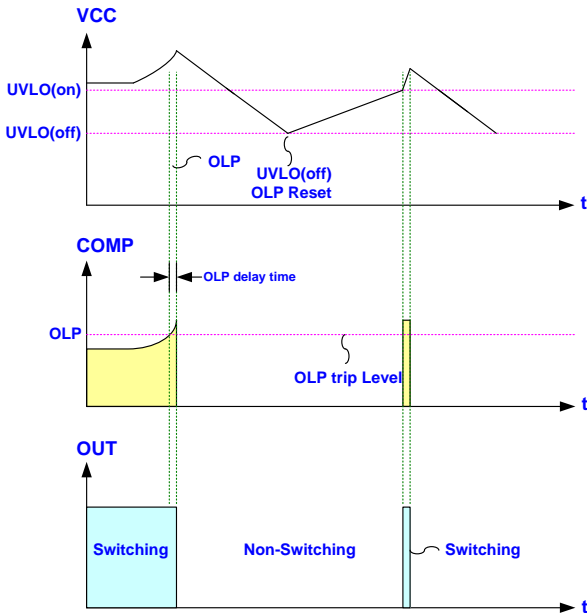 VCC
UVLO(on)
UVLO(off)
OLP
UVLO(off)
OLP Reset
t
COMP
OLP delay time
OLP
OLP trip Level
t
OUT
Switching
Non-Switching
Switching
t